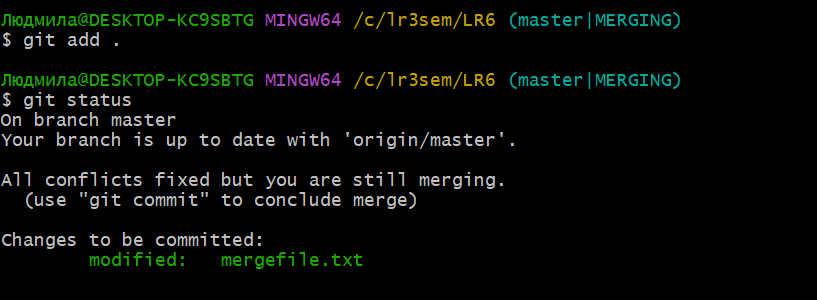 Людмила@DESKTOP-KC9SBTG MINGW64 /c/lr3sem/LR6 (master|MERGING)
$ git add .
Людмила@DESKTOP-KC9SBTG MINGW64 /c/lr3sem/LR6 (master|MERGING)
$ git status
On branch master
Your branch is up to date with 'origin/master'.
All conflicts fixed but you are still merging.
  (use "git commit" to conclude merge)
Changes to be committed:
        modified:   mergefile.txt